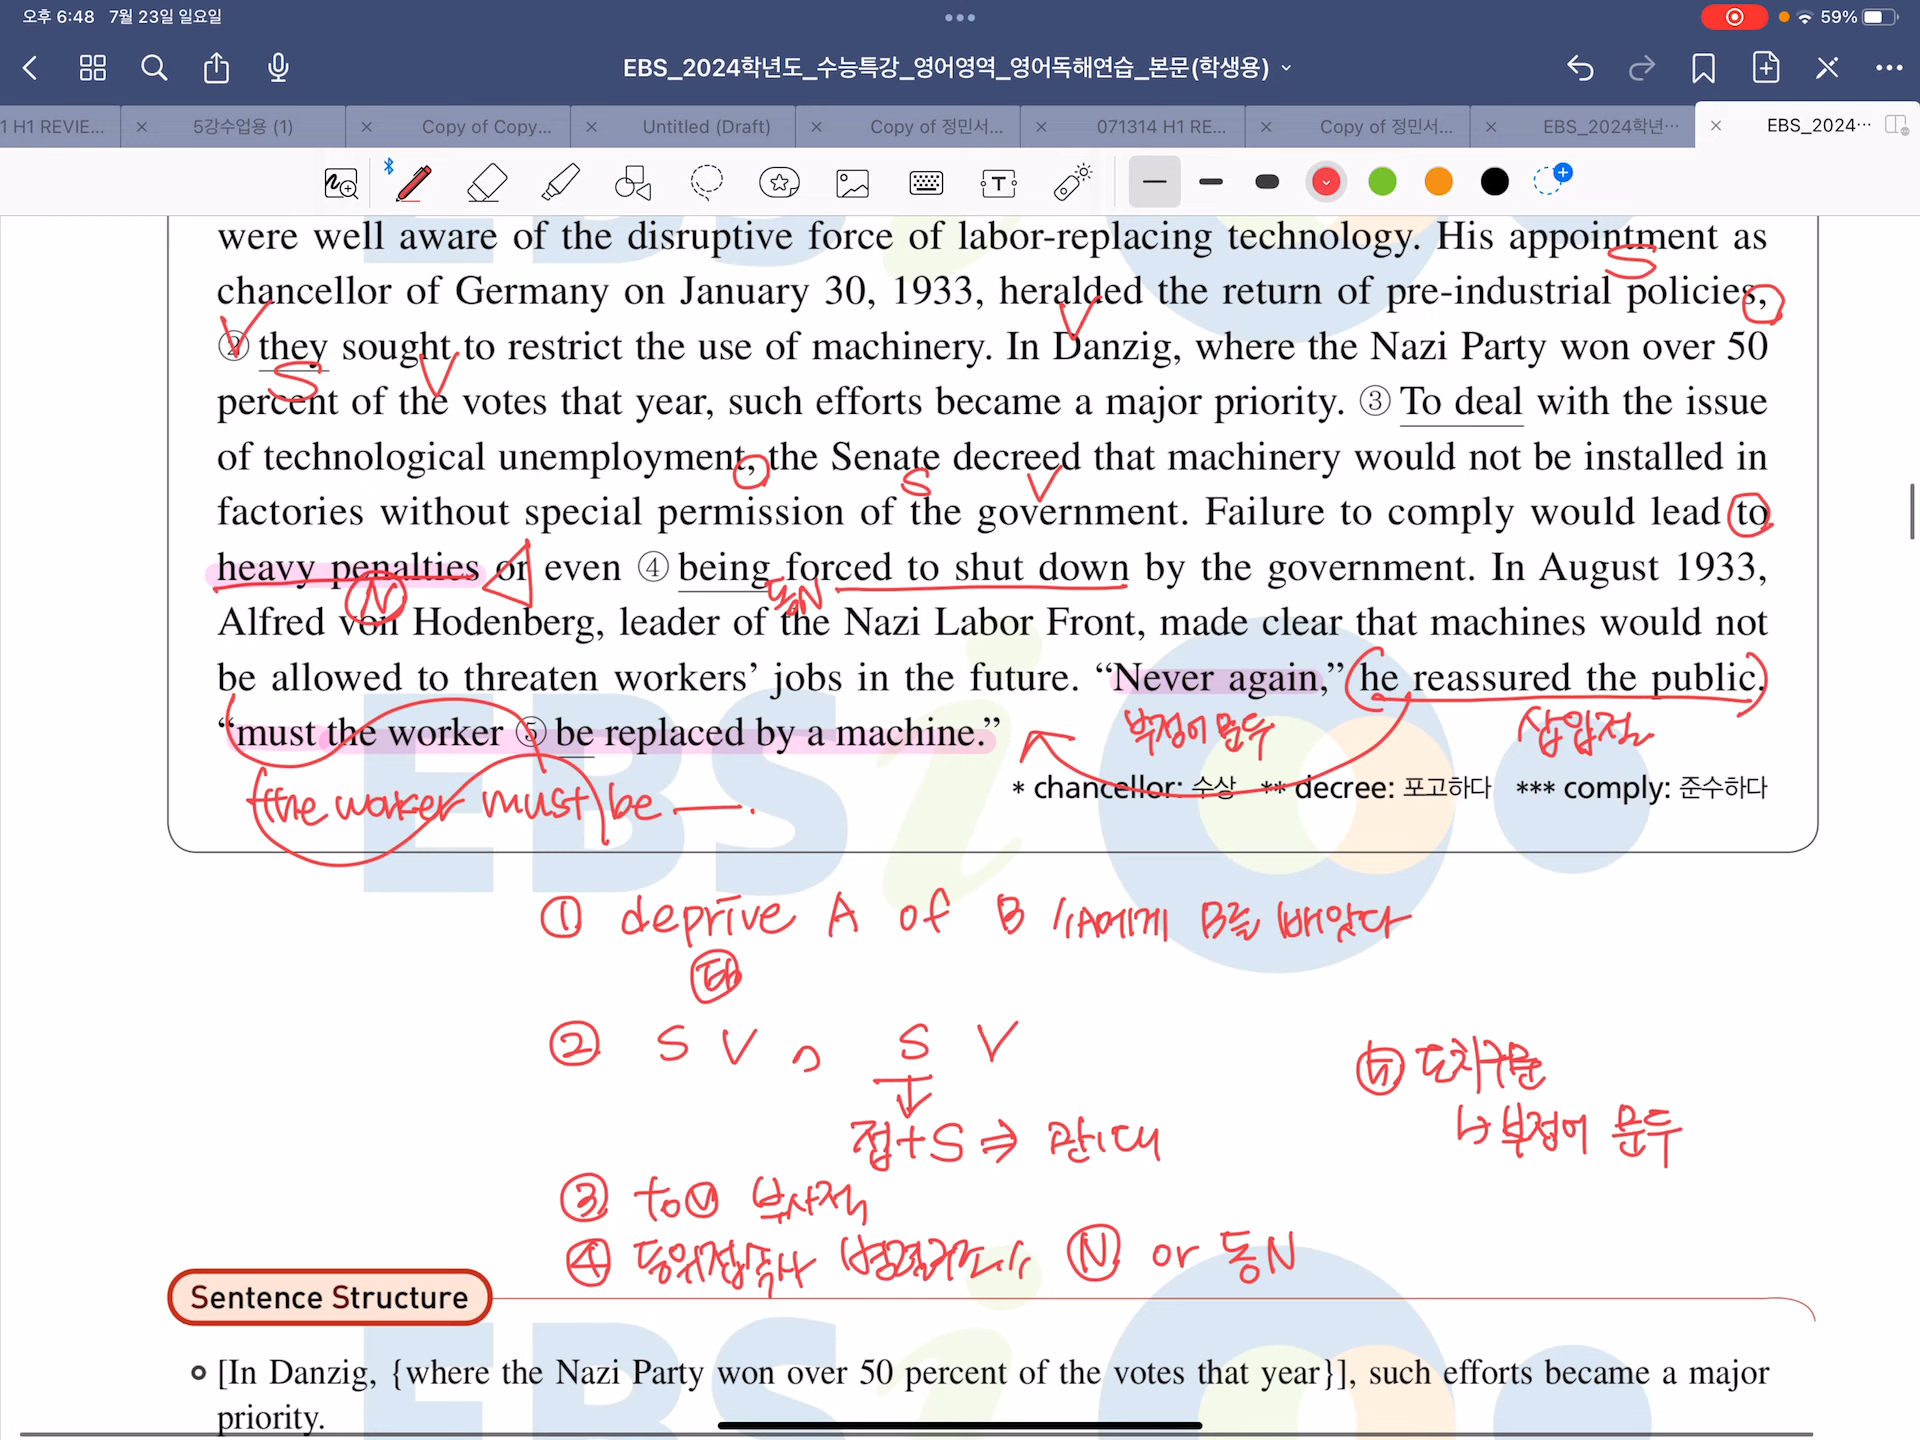 오후 6:48 7월 23일 일요일
59%
EBS_2024학년도_수능특강_영어영역_영어독해연습_본문(학생용)
1 H1 REVIE...
5강수업용 (1)
Copy of Copy...
Untitled (Draft)
Copy of 정민서...
071314 H1 RE...
Copy of 정민서...
EBS_2024학년...
EBS_2024...
were well aware of the disruptive force of labor-replacing technology. His appointment as
S
chancellor of Germany on January 30, 1933, heralded the return of pre-industrial policies,
V V
② they sought to restrict the use of machinery. In Danzig, where the Nazi Party won over 50
S V
percent of the votes that year, such efforts became a major priority. ③ To deal with the issue
of technological unemployment, the Senate decreed that machinery would not be installed in
S V
factories without special permission of the government. Failure to comply would lead to
heavy penalties or even ④ being forced to shut down by the government. In August 1933,
N 동N
Alfred von Hodenberg, leader of the Nazi Labor Front, made clear that machines would not
be allowed to threaten workers' jobs in the future. “Never again,” he reassured the public,
부정어 문두 삽입절
“must the worker ⑤ be replaced by a machine.”
the worker must be
* chancellor: 수상 ** decree: 포고하다 *** comply: 준수하다
① deprive A of B // A에게 B를 빼앗다
② S V , S V
접+S ⇒ 관대
⑤ 도치구문
↳ 부정어 문두
③ to V 부사적
④ 등위접속사 병렬구조 // N or 동N
Sentence Structure
[In Danzig, {where the Nazi Party won over 50 percent of the votes that year}], such efforts became a major
priority.
EBSi